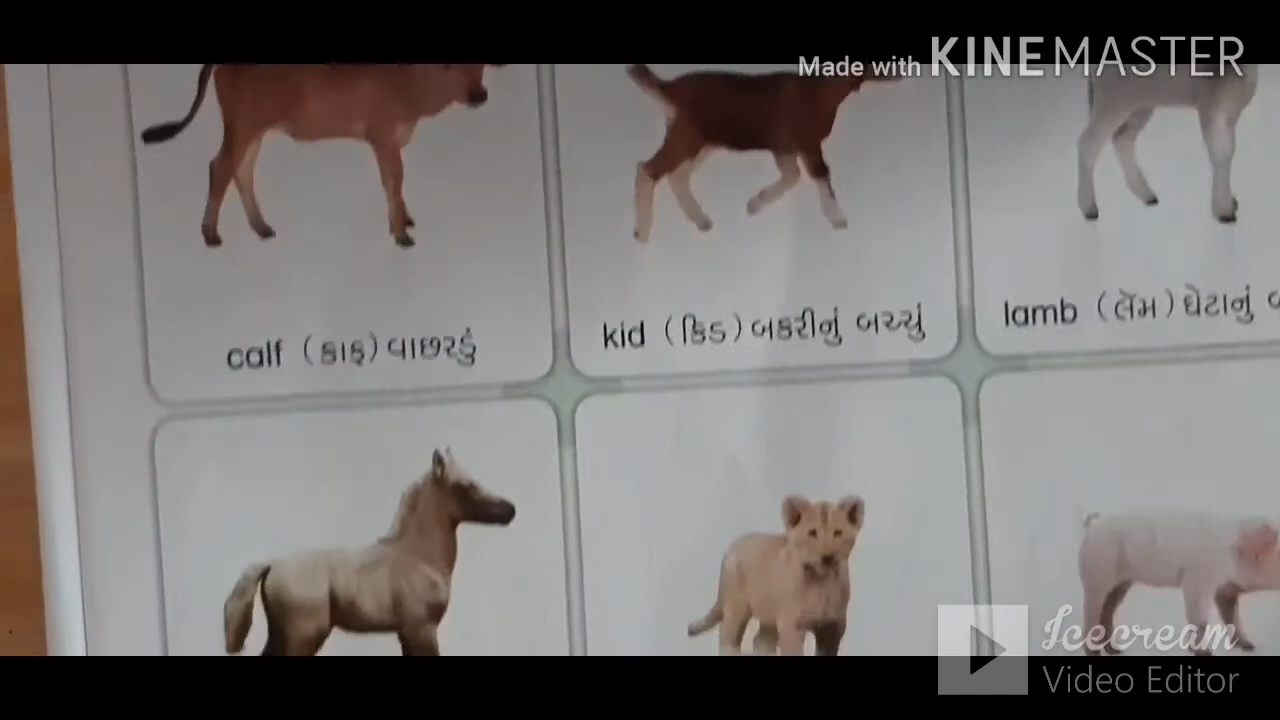 Made with KINEMASTER
calf (કાફ) વાછરડું
kid (કિડ) બકરીનું બચ્ચું
lamb (લૅમ) ઘેટાનું
Icecream
Video Editor